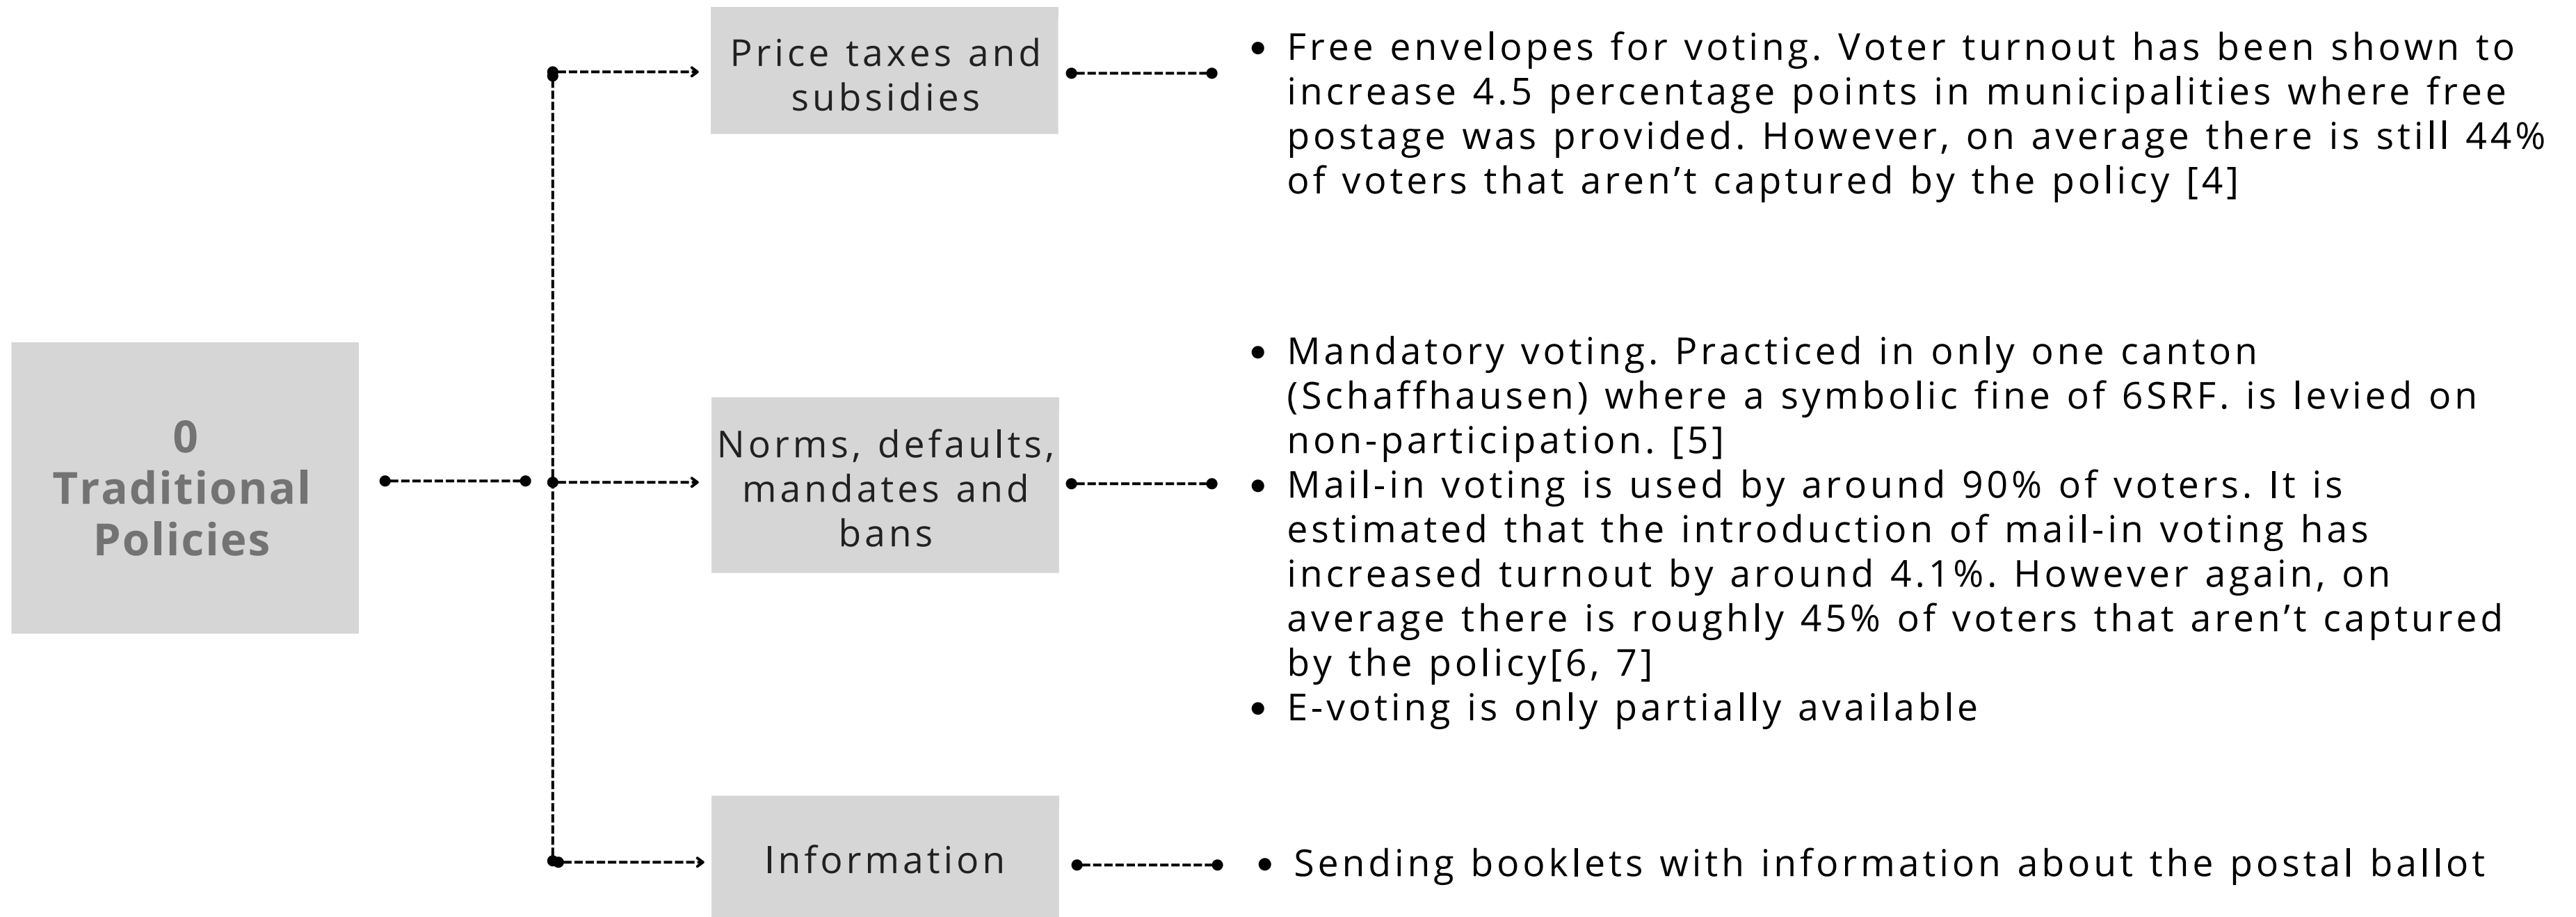 0
Traditional
Policies
Price taxes and
subsidies
• Free envelopes for voting. Voter turnout has been shown to
increase 4.5 percentage points in municipalities where free
postage was provided. However, on average there is still 44%
of voters that aren’t captured by the policy [4]
Norms, defaults,
mandates and
bans
• Mandatory voting. Practiced in only one canton
(Schaffhausen) where a symbolic fine of 6SRF. is levied on
non-participation. [5]
• Mail-in voting is used by around 90% of voters. It is
estimated that the introduction of mail-in voting has
increased turnout by around 4.1%. However again, on
average there is roughly 45% of voters that aren’t captured
by the policy[6, 7]
• E-voting is only partially available
Information
• Sending booklets with information about the postal ballot